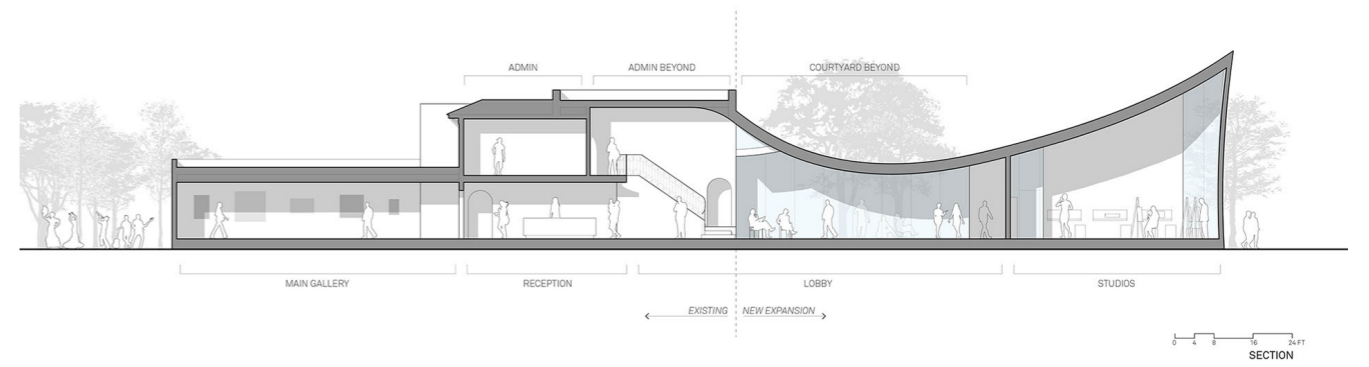 ADMIN
ADMIN BEYOND
COURTYARD BEYOND
MAIN GALLERY
RECEPTION
LOBBY
STUDIOS
EXISTING
NEW EXPANSION
0 4 8 16 24 FT
SECTION